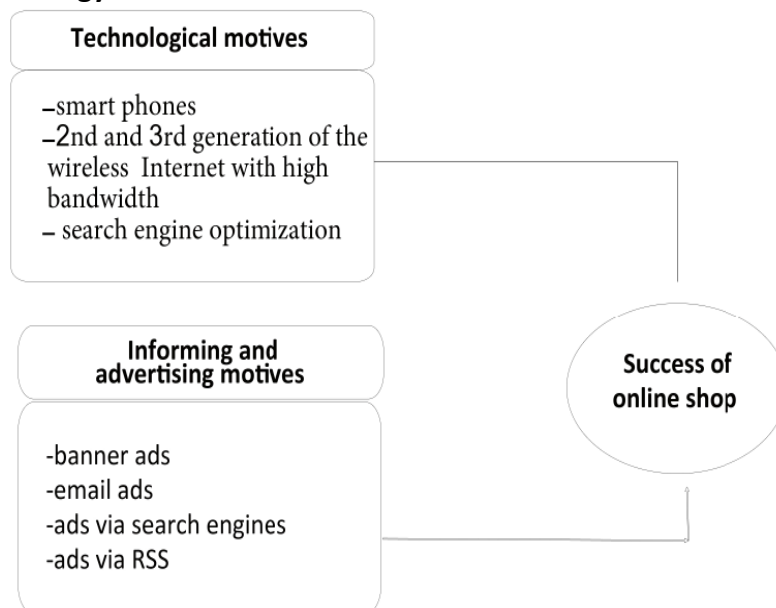 Technological motives
–smart phones
–2nd and 3rd generation of the
wireless Internet with high
bandwidth
– search engine optimization
Informing and
advertising motives
-banner ads
-email ads
-ads via search engines
-ads via RSS
Success of
online shop